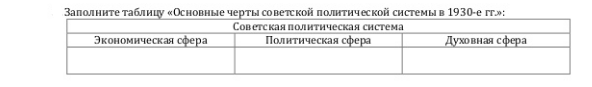 Заполните таблицу «Основные черты советской политической системы в 1930-е гг.»:
Советская политическая система
Экономическая сфера Политическая сфера Духовная сфера